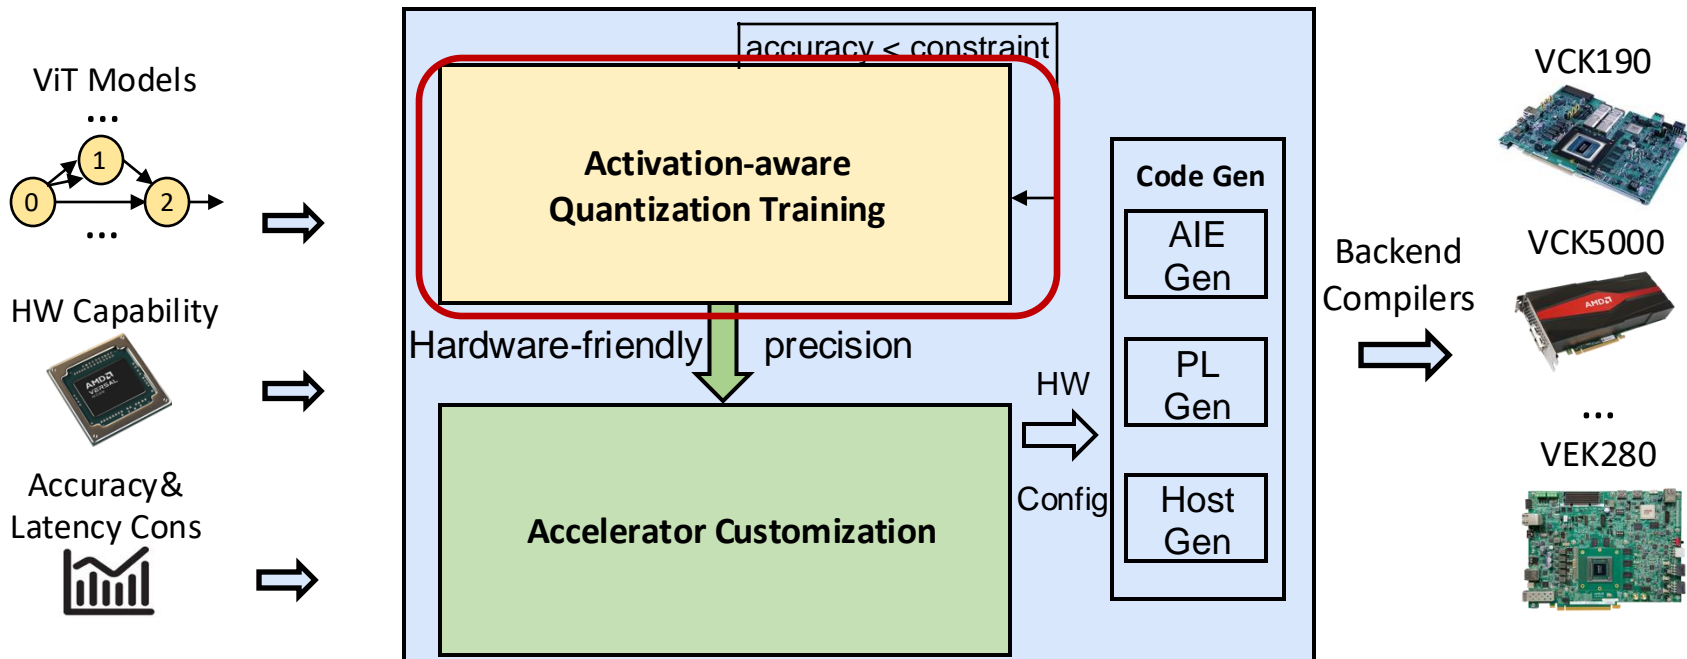 ViT Models
...
0
1
2
...
HW Capability
AMD
VERSAL
Accuracy&
Latency Cons
accuracy < constraint
Activation-aware
Quantization Training
Hardware-friendly precision
Accelerator Customization
HW
Config
Code Gen
AIE
Gen
PL
Gen
Host
Gen
Backend
Compilers
VCK190
VCK5000
AMD
...
VEK280